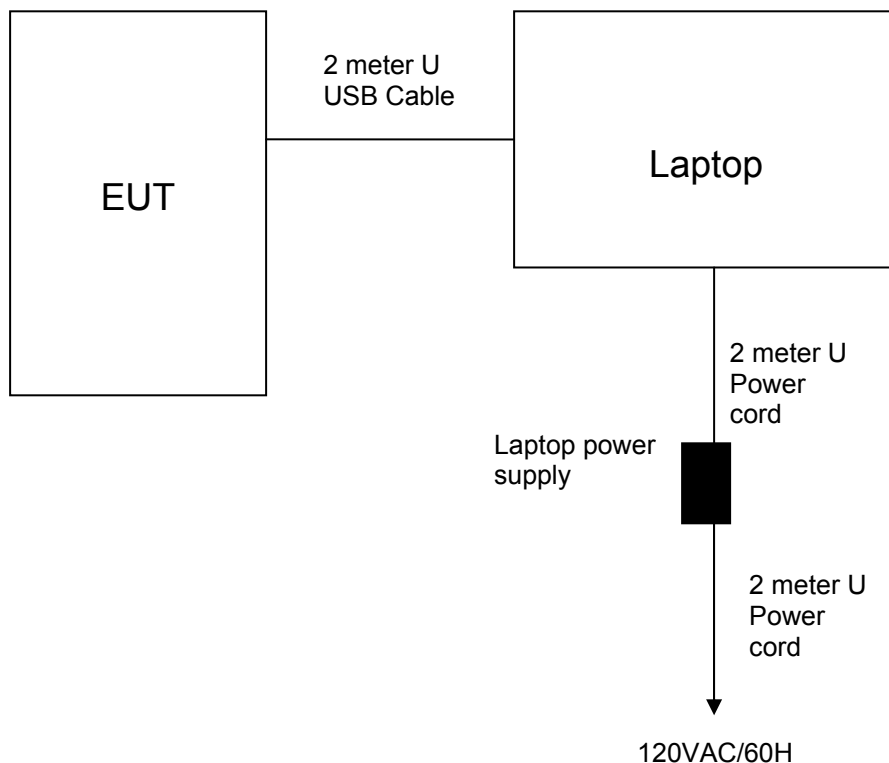 2 meter U
USB Cable
EUT
Laptop
2 meter U
Power
cord
Laptop power
supply
2 meter U
Power
cord
120VAC/60H